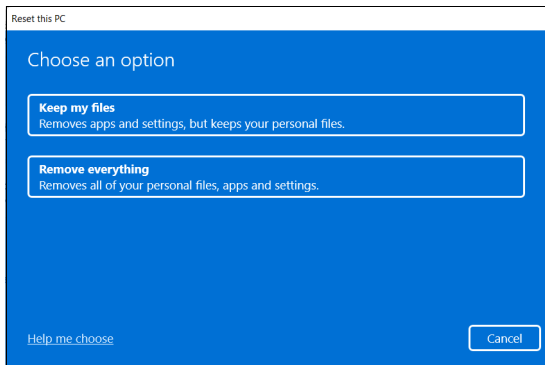 Reset this PC
Choose an option
Keep my files
Removes apps and settings, but keeps your personal files.
Remove everything
Removes all of your personal files, apps and settings.
Help me choose
Cancel